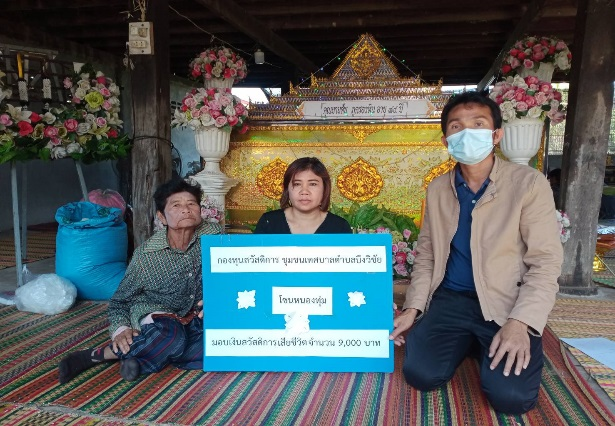 กองทุนสวัสดิการ ชุมชนเทศบาลตำบลบึงวิชัย
โซนหนองทุ่ม
มอบเงินสวัสดิการเสียชีวิต จำนวน 9,000 บาท